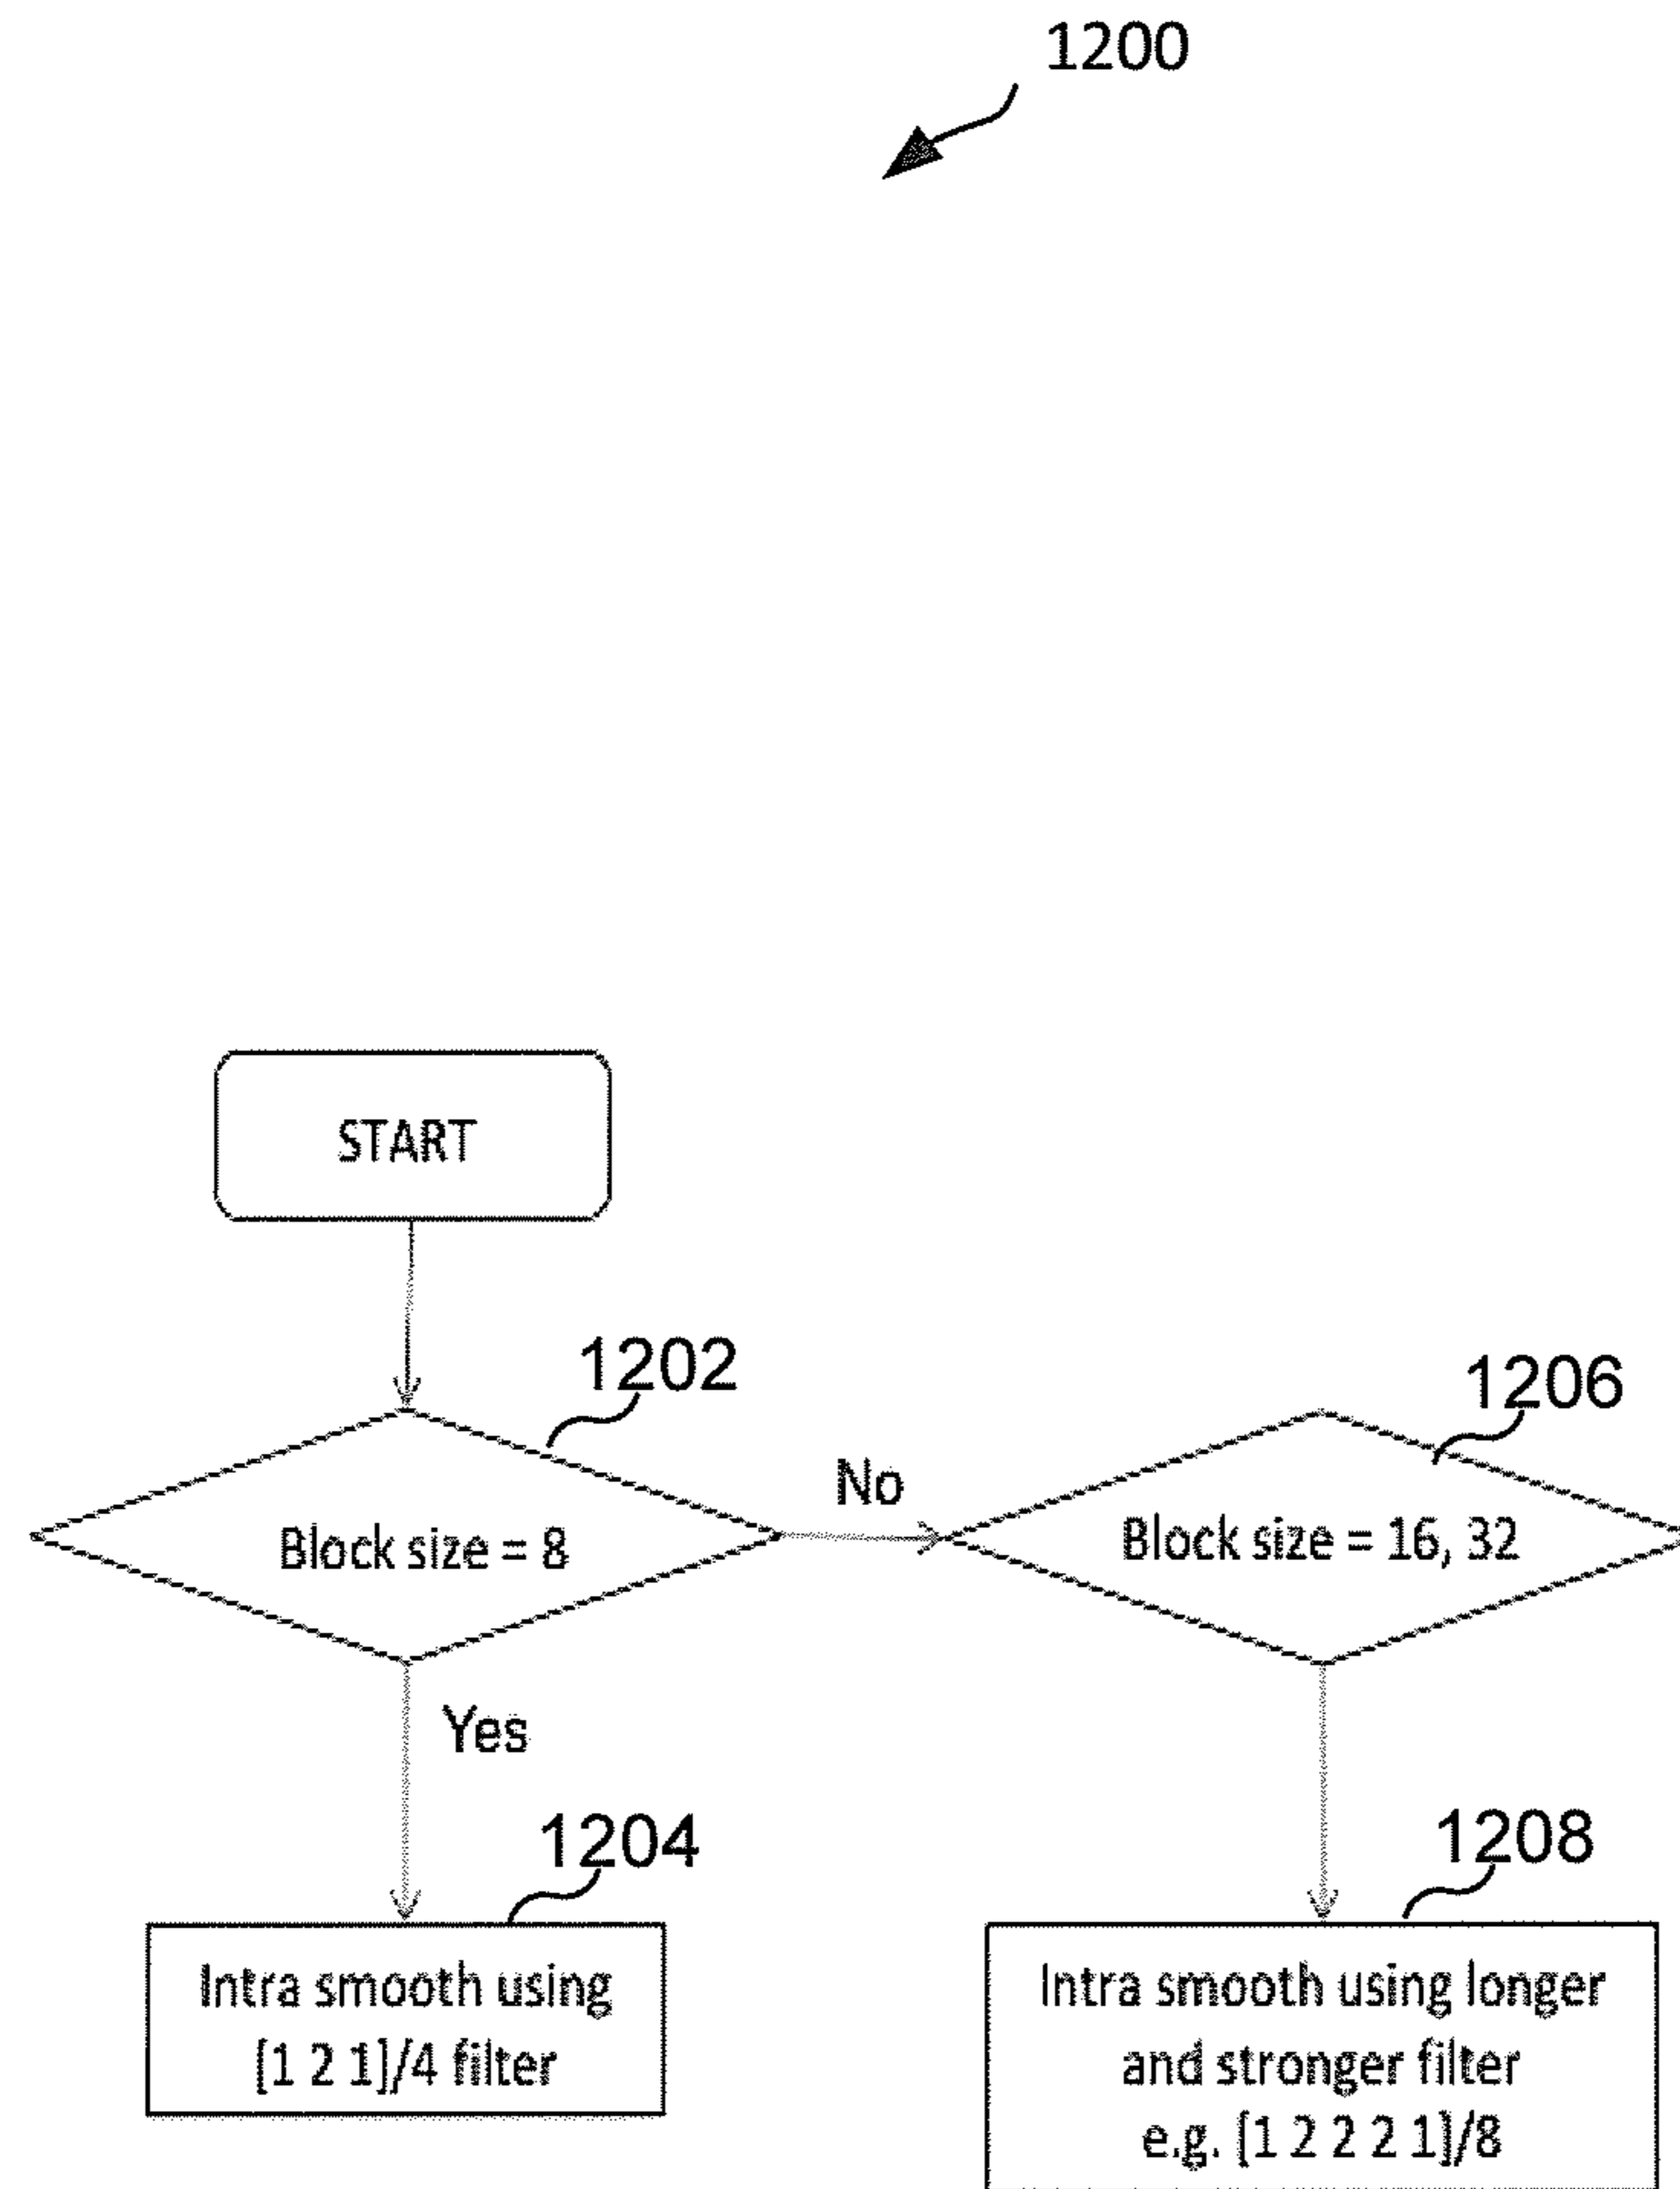 1200
START
1202
1206
Block size = 8
No
Block size = 16, 32
Yes
1204
1208
Intra smooth using
[1 2 1]/4 filter
Intra smooth using longer
and stronger filter
e.g. [1 2 2 2 1]/8